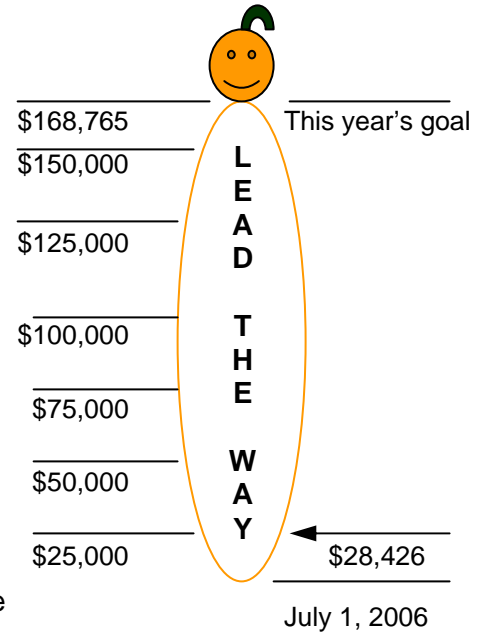 $168,765
This year's goal
$150,000
$125,000
$100,000
$75,000
$50,000
$25,000
L
E
A
D
T
H
E
W
A
Y
$28,426
July 1, 2006
e